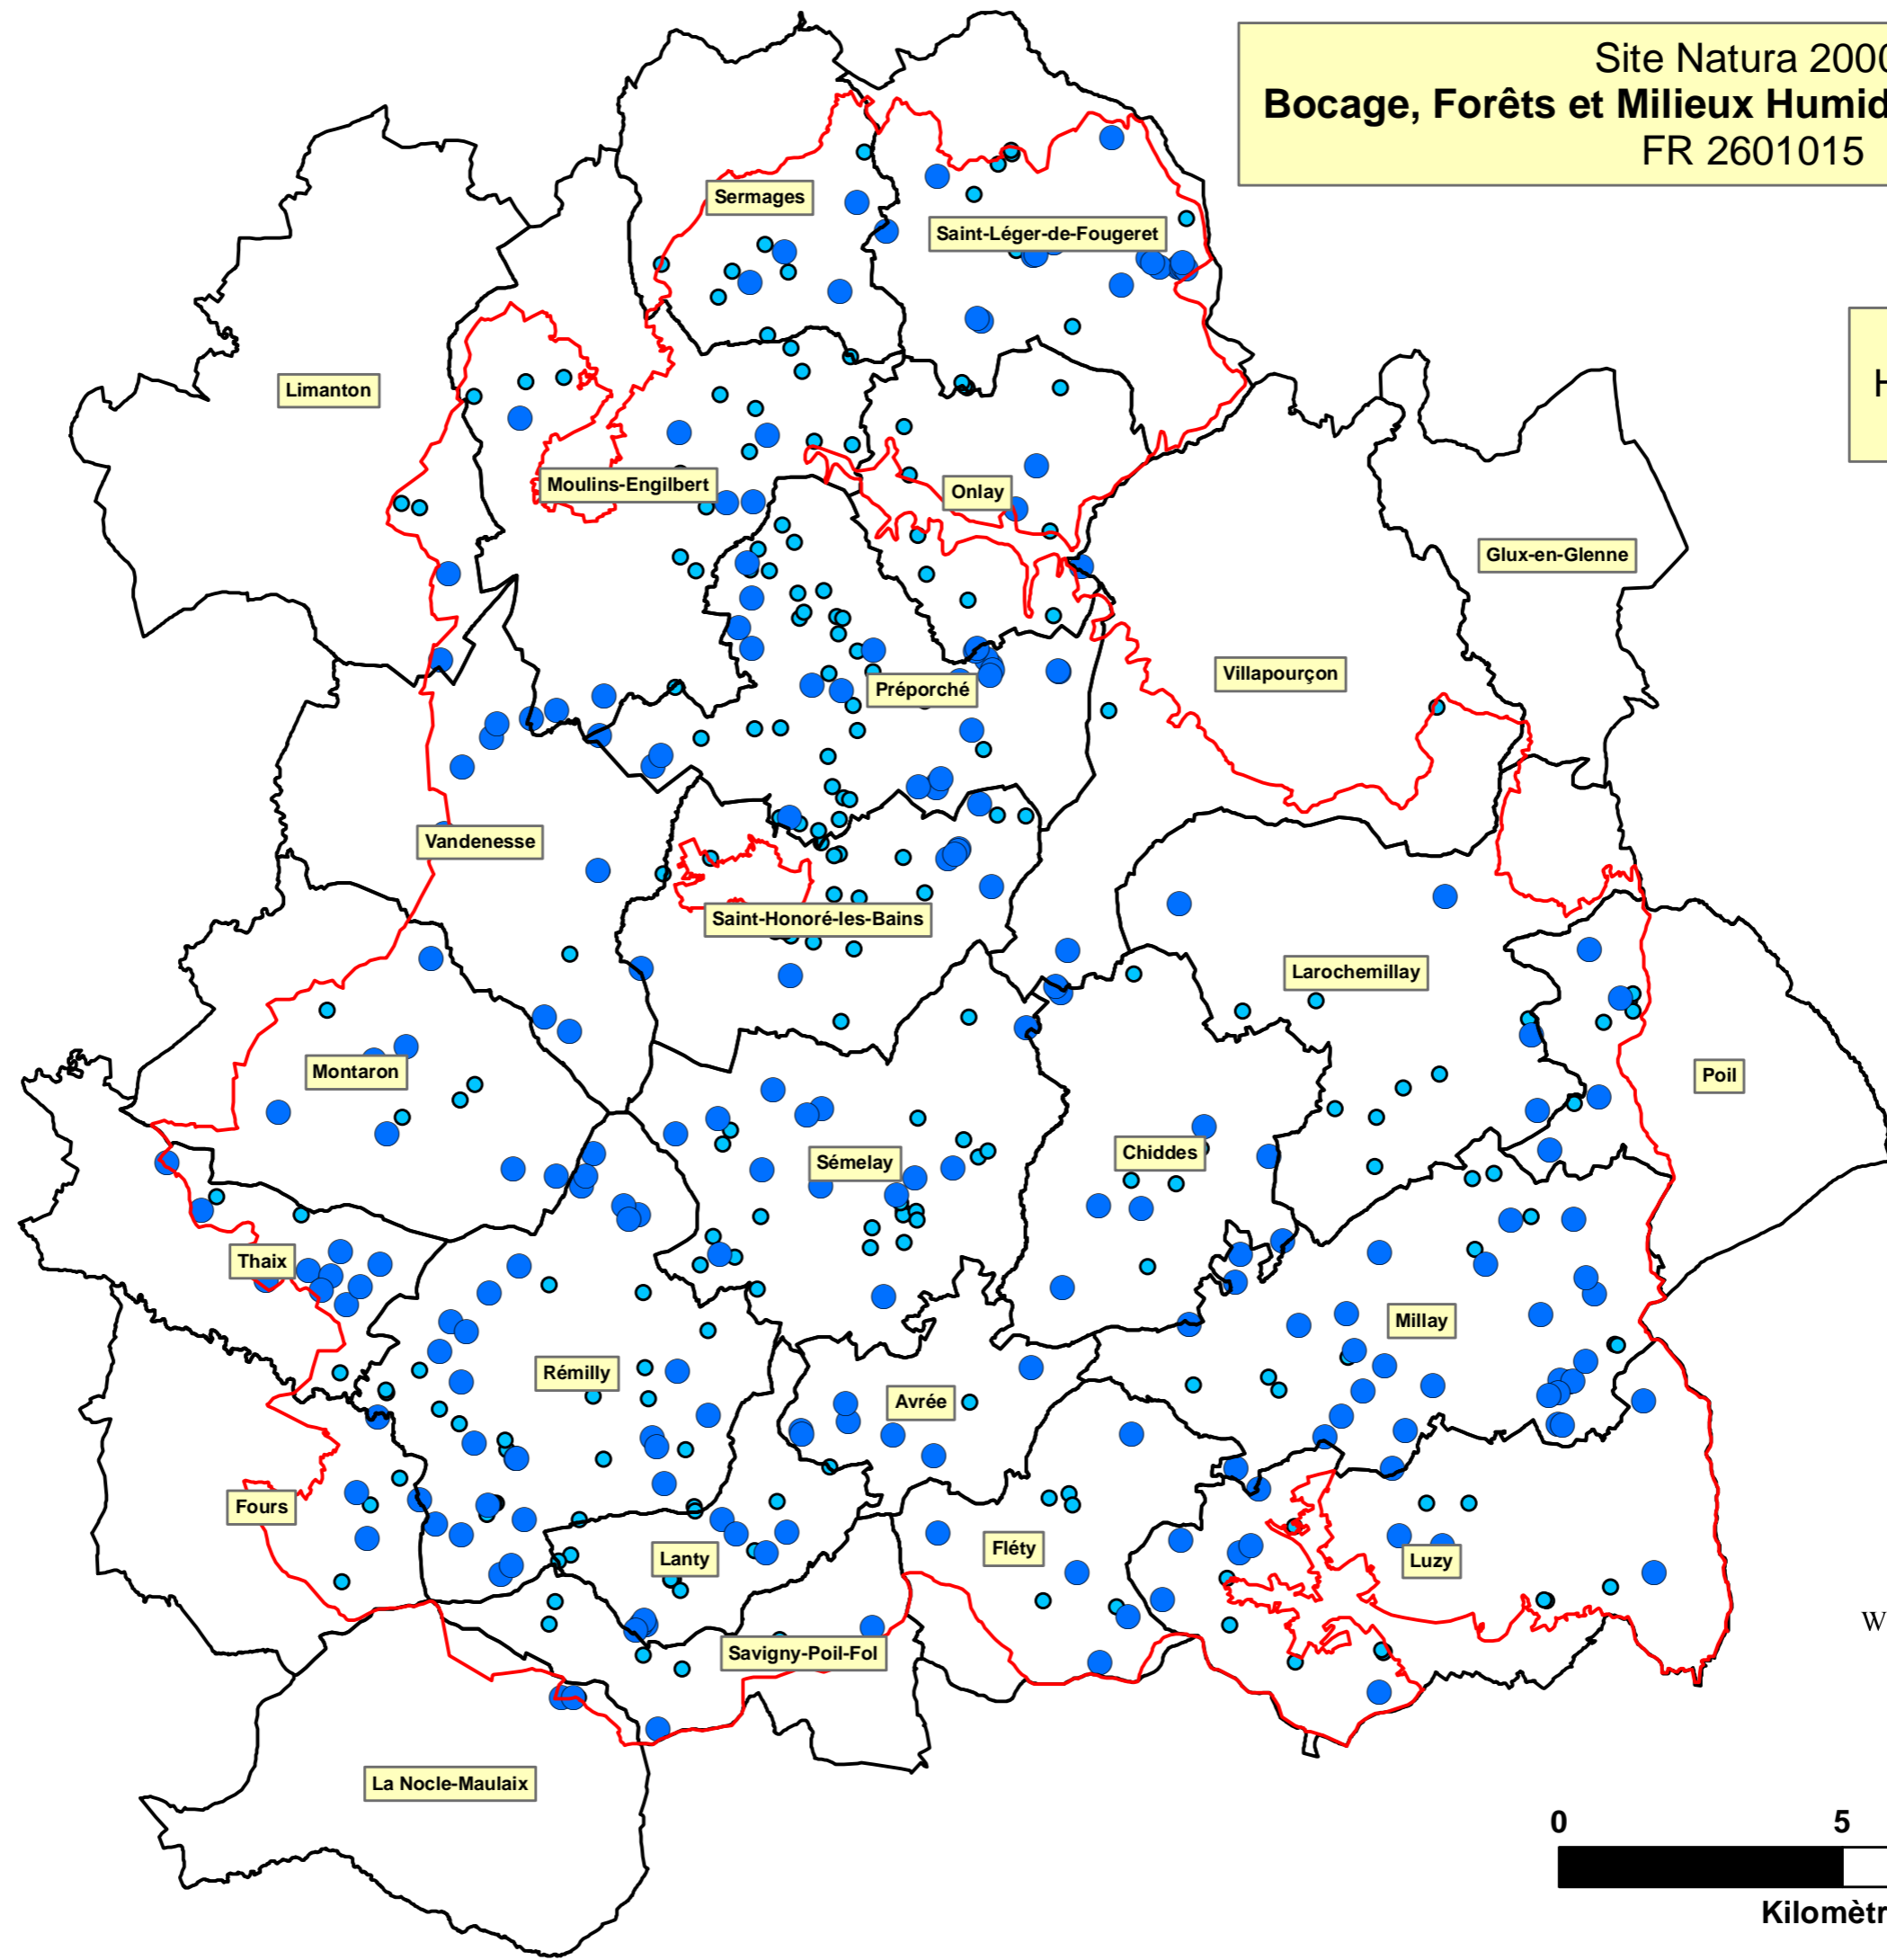 Site Natura 2000
Bocage, Forêts et Milieux Humid
FR 2601015
H
Sermages
Saint-Léger-de-Fougeret
Limanton
Moulins-Engilbert
Onlay
Glux-en-Glenne
Villapourçon
Préporché
Vandenesse
Saint-Honoré-les-Bains
Larochemillay
Montaron
Poil
Sémelay
Chiddes
Thaix
Millay
Rémilly
Avrée
Fours
Fléty
Lanty
Luzy
W
Savigny-Poil-Fol
La Nocle-Maulaix
0 5
Kilomètr